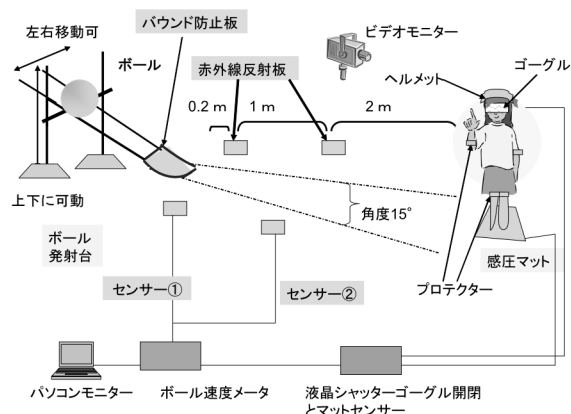 左右移動可
バウンド防止板
ボール
ビデオモニター
赤外線反射板
ヘルメット
ゴーグル
0.2 m
1 m
2 m
上下に可動
角度15°
ボール
発射台
感圧マット
センサー①
センサー②
プロテクター
パソコンモニター
ボール速度メータ
液晶シャッターゴーグル開閉
とマットセンサー